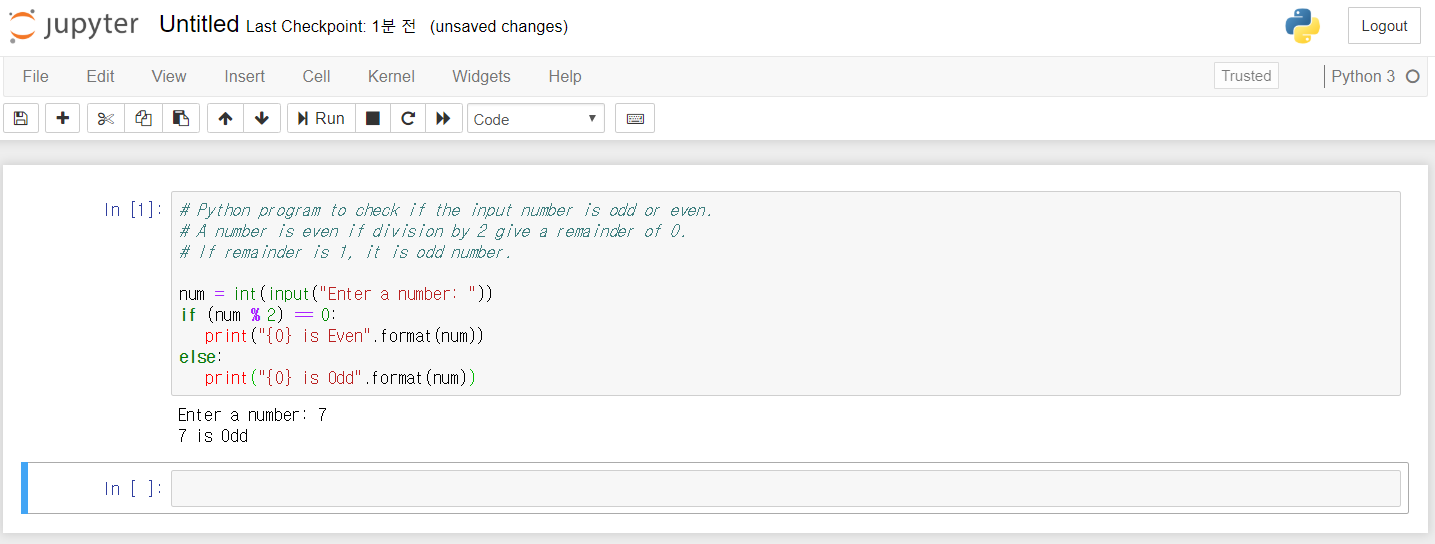 jupyter Untitled Last Checkpoint: 1분 전 (unsaved changes) Logout
File Edit View Insert Cell Kernel Widgets Help Trusted Python 3
Run Code
In [1]: # Python program to check if the input number is odd or even.
# A number is even if division by 2 give a remainder of 0.
# If remainder is 1, it is odd number.
num = int(input("Enter a number: "))
if (num % 2) == 0:
print("{0} is Even".format(num))
else:
print("{0} is Odd".format(num))
Enter a number: 7
7 is Odd
In [ ]: